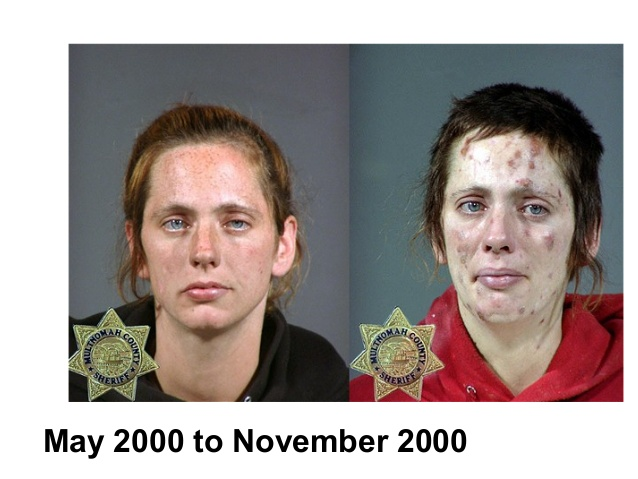 MULTNOMAH COUNTY
SHERIFF
MULTNOMAH COUNTY
SHERIFF
May 2000 to November 2000